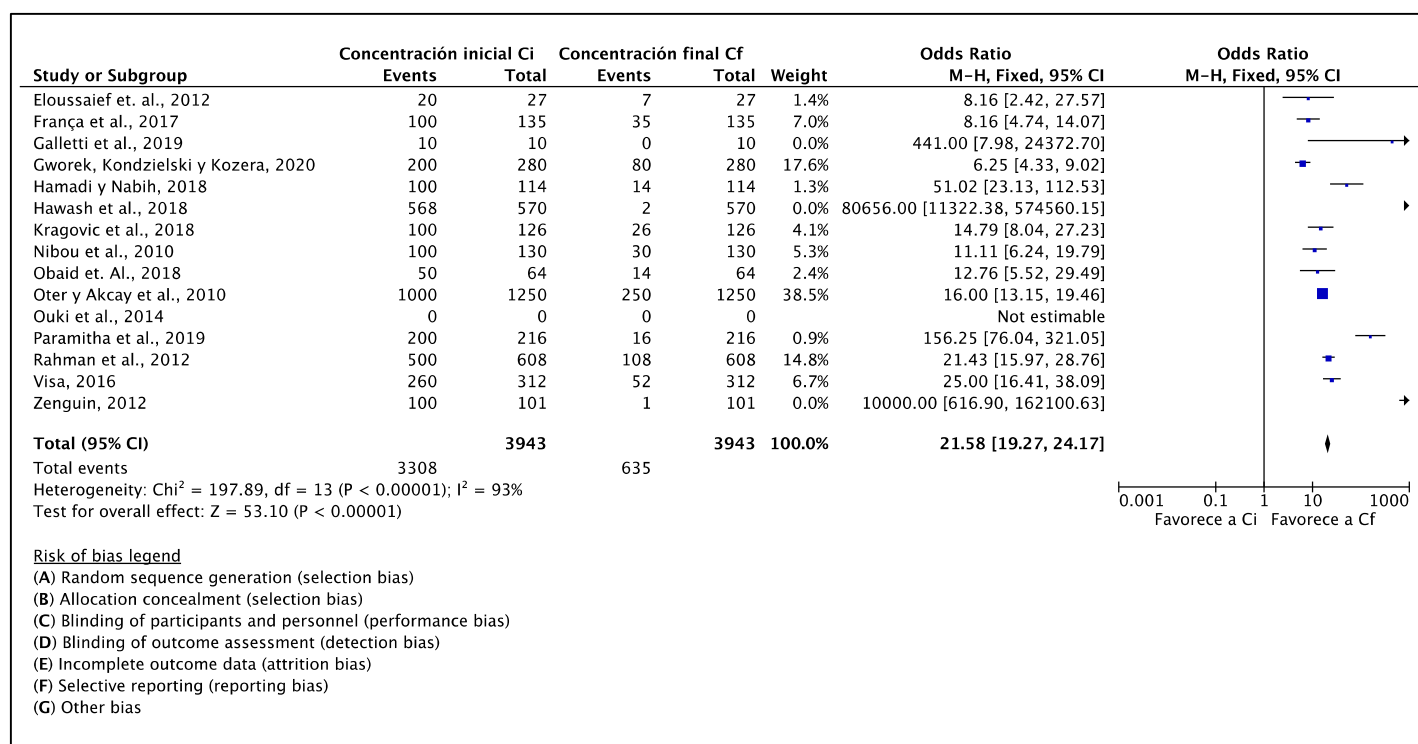 Concentración inicial Ci Concentración final Cf Odds Ratio Odds Ratio
Study or Subgroup Events Total Events Total Weight M-H, Fixed, 95% CI M-H, Fixed, 95% CI
Eloussaief et. al., 2012 20 27 7 27 1.4% 8.16 [2.42, 27.57]
França et al., 2017 100 135 35 135 7.0% 8.16 [4.74, 14.07]
Galletti et al., 2019 10 10 0 10 0.0% 441.00 [7.98, 24372.70]
Gworek, Kondzielski y Kozera, 2020 200 280 80 280 17.6% 6.25 [4.33, 9.02]
Hamadi y Nabih, 2018 100 114 14 114 1.3% 51.02 [23.13, 112.53]
Hawash et al., 2018 568 570 2 570 0.0% 80656.00 [11322.38, 574560.15]
Kragovic et al., 2018 100 126 26 126 4.1% 14.79 [8.04, 27.23]
Nibou et al., 2010 100 130 30 130 5.3% 11.11 [6.24, 19.79]
Obaid et. Al., 2018 50 64 14 64 2.4% 12.76 [5.52, 29.49]
Oter y Akcay et al., 2010 1000 1250 250 1250 38.5% 16.00 [13.15, 19.46]
Ouki et al., 2014 0 0 0 0 Not estimable
Paramitha et al., 2019 200 216 16 216 0.9% 156.25 [76.04, 321.05]
Rahman et al., 2012 500 608 108 608 14.8% 21.43 [15.97, 28.76]
Visa, 2016 260 312 52 312 6.7% 25.00 [16.41, 38.09]
Zenguin, 2012 100 101 1 101 0.0% 10000.00 [616.90, 162100.63]
Total (95% CI) 3943 3943 100.0% 21.58 [19.27, 24.17]
Total events 3308 635
Heterogeneity: Chi² = 197.89, df = 13 (P < 0.00001); I² = 93%
Test for overall effect: Z = 53.10 (P < 0.00001)
0.001 0.1 1 10 1000
Favorece a Ci Favorece a Cf
Risk of bias legend
(A) Random sequence generation (selection bias)
(B) Allocation concealment (selection bias)
(C) Blinding of participants and personnel (performance bias)
(D) Blinding of outcome assessment (detection bias)
(E) Incomplete outcome data (attrition bias)
(F) Selective reporting (reporting bias)
(G) Other bias